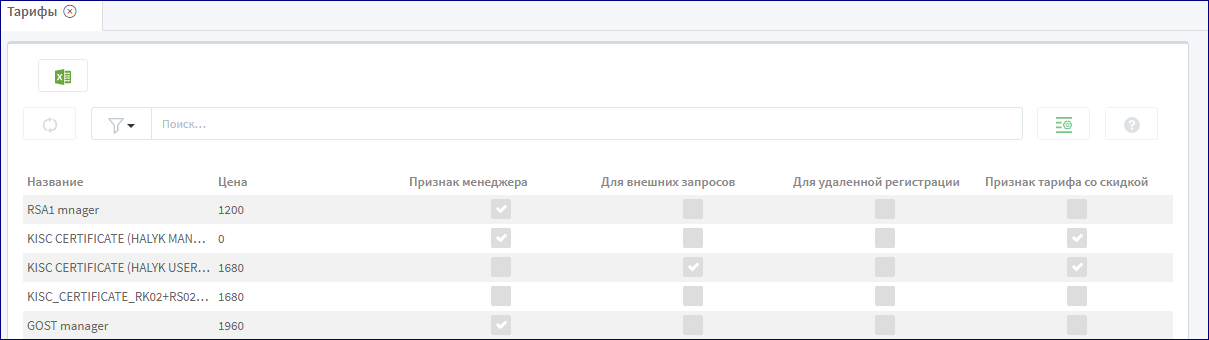 Тарифы
Поиск...
Название Цена Признак менеджера Для внешних запросов Для удаленной регистрации Признак тарифа со скидкой
RSA1 mnager 1200
KISC CERTIFICATE (HALYK MAN... 0
KISC CERTIFICATE (HALYK USER... 1680
KISC_CERTIFICATE_RK02+RS02... 1680
GOST manager 1960